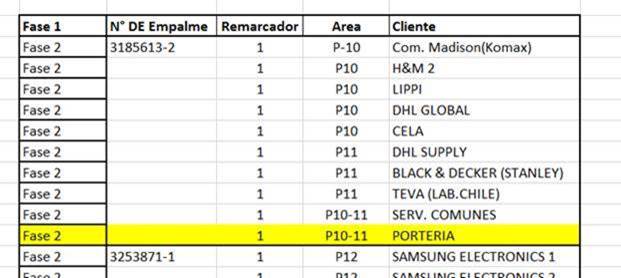 Fase 1 N° DE Empalme Remarcador Area Cliente
Fase 2 3185613-2 1 P-10 Com. Madison(Komax)
Fase 2 1 P10 H&M 2
Fase 2 1 P10 LIPPI
Fase 2 1 P10 DHL GLOBAL
Fase 2 1 P10 CELA
Fase 2 1 P11 DHL SUPPLY
Fase 2 1 P11 BLACK & DECKER (STANLEY)
Fase 2 1 P11 TEVA (LAB.CHILE)
Fase 2 1 P10-11 SERV. COMUNES
Fase 2 1 P10-11 PORTERIA
Fase 2 3253871-1 1 P12 SAMSUNG ELECTRONICS 1
Fase 2 1 P12 SAMSUNG ELECTRONICS 2